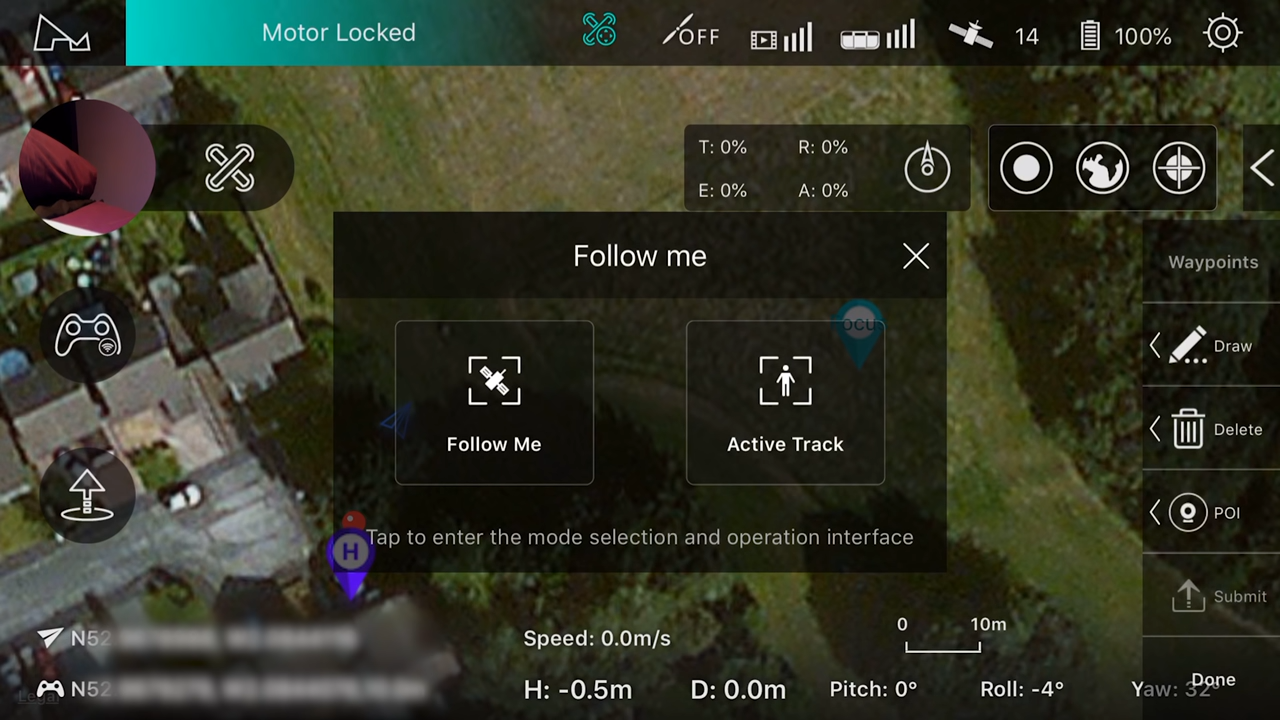 Motor Locked
OFF
14
100%
T: 0% R: 0%
E: 0% A: 0%
Follow me
Waypoints
OCU
Draw
Follow Me
Active Track
Delete
POI
Tap to enter the mode selection and operation interface
H
Submit
N52
Speed: 0.0m/s
0 10m
N52
H: -0.5m
D: 0.0m
Pitch: 0°
Roll: -4°
Yaw: 32°
Done
Legal